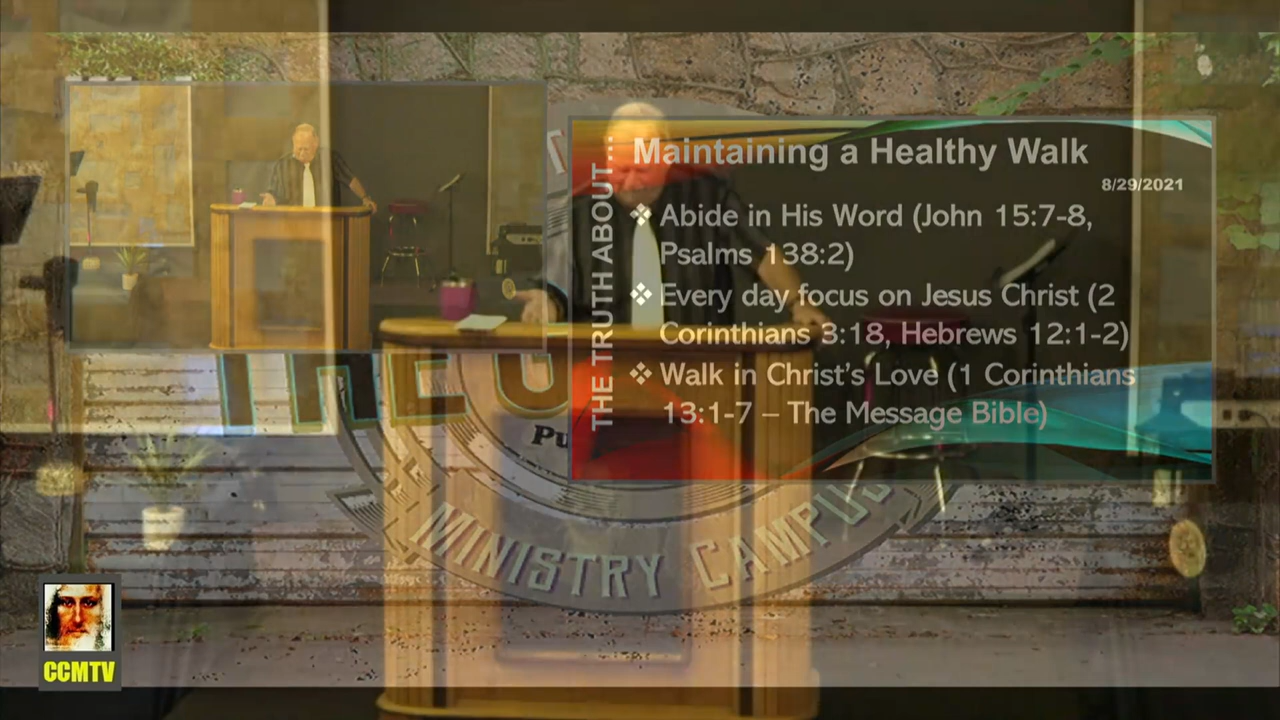 THE TRUTH ABOUT...
Maintaining a Healthy Walk
8/29/2021
Abide in His Word (John 15:7-8,
Psalms 138:2)
Every day focus on Jesus Christ (2
Corinthians 3:18, Hebrews 12:1-2)
Walk in Christ's Love (1 Corinthians
13:1-7 – The Message Bible)
THE
MINISTRY CAMPUS
CCMTV